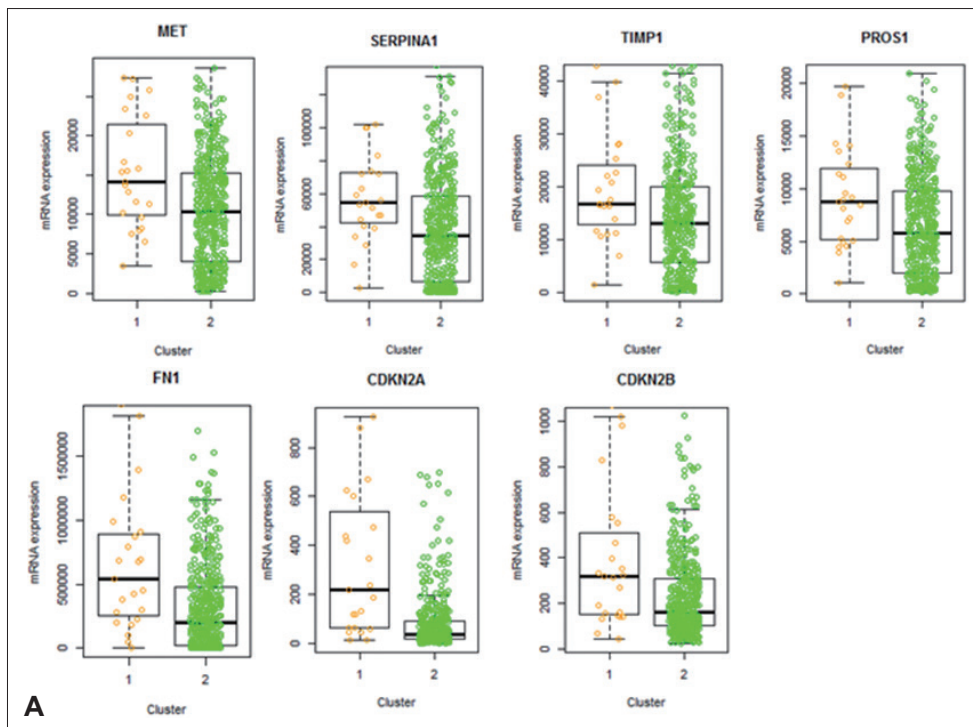 MET
mRNA expression
0
5000
10000
20000
1
2
Cluster
SERPINA1
mRNA expression
0
20000
60000
100000
1
2
Cluster
TIMP1
mRNA expression
0
10000
20000
30000
40000
1
2
Cluster
PROS1
mRNA expression
0
5000
10000
15000
20000
1
2
Cluster
FN1
mRNA expression
0
500000
1000000
1500000
1
2
Cluster
CDKN2A
mRNA expression
0
200
400
600
800
1
2
Cluster
CDKN2B
mRNA expression
0
200
400
600
800
1000
1
2
Cluster
A